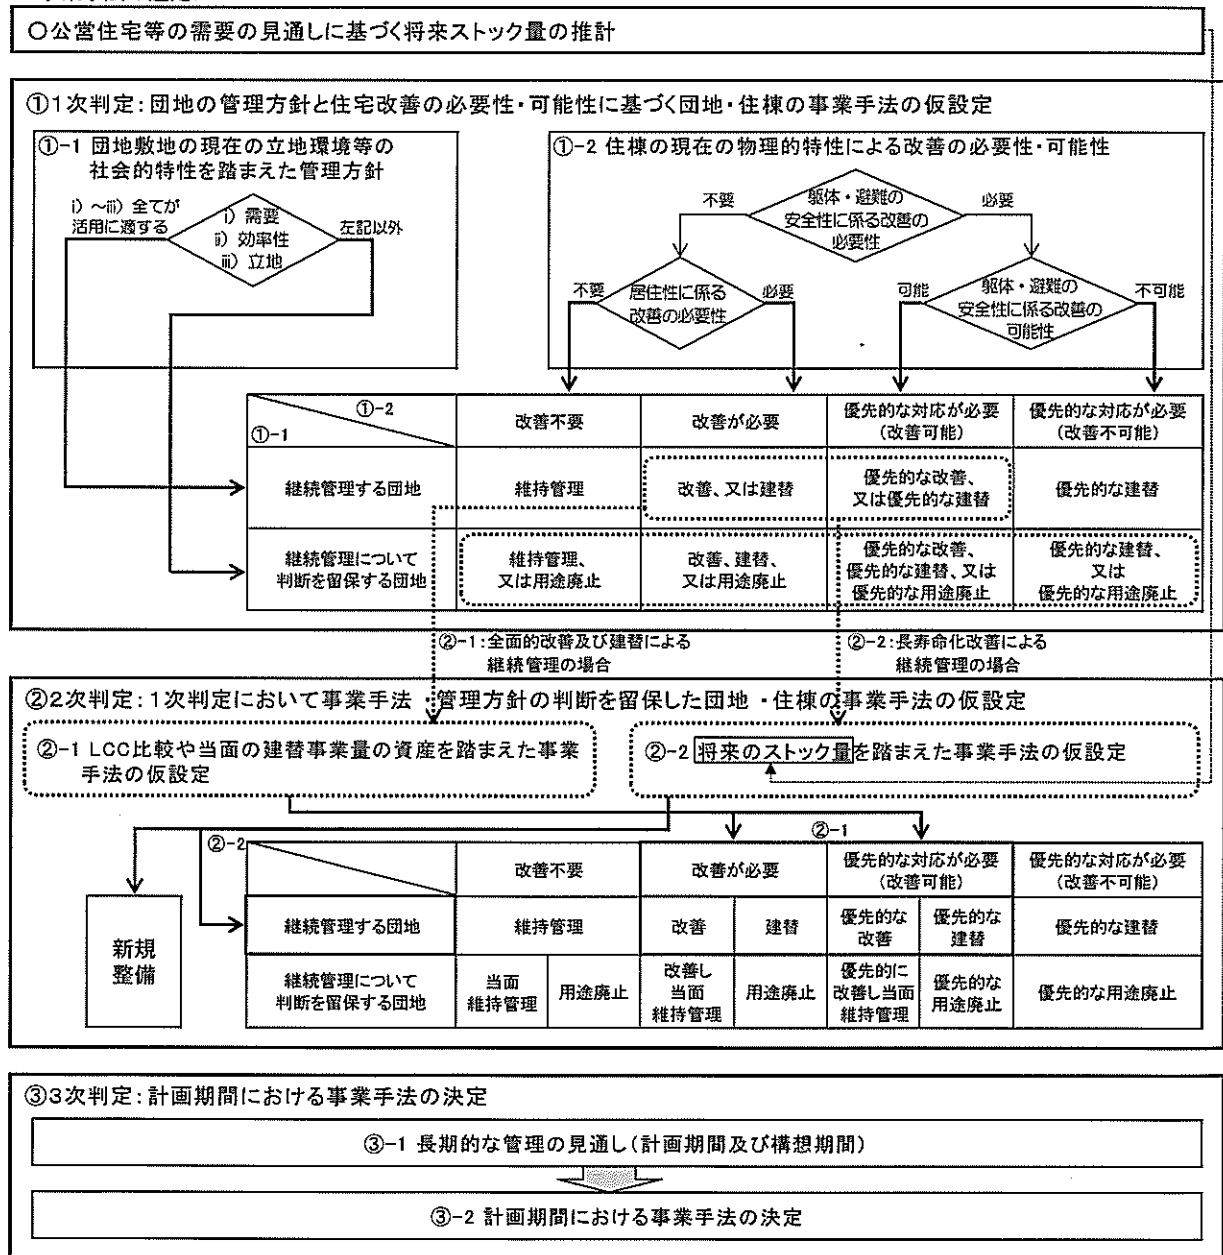 〇公営住宅等の需要の見通しに基づく将来ストック量の推計
①1次判定：団地の管理方針と住宅改善の必要性・可能性に基づく団地・住棟の事業手法の仮設定
①-1 団地敷地の現在の立地環境等の
社会的特性を踏まえた管理方針
ⅰ）～ⅲ）全てが
活用に適する
ⅰ）需要
ⅱ）効率性
ⅲ）立地
左記以外
①-2 住棟の現在の物理的特性による改善の必要性・可能性
不要
躯体・避難の
安全性に係る改善の
必要性
必要
不要
居住性に係る
改善の必要性
必要
可能
躯体・避難の
安全性に係る改善の
可能性
不可能
①-2
①-1
改善不要
改善が必要
優先的な対応が必要
（改善可能）
優先的な対応が必要
（改善不可能）
継続管理する団地
維持管理
改善、又は建替
優先的な改善、
又は優先的な建替
優先的な建替
継続管理について
判断を留保する団地
維持管理、
又は用途廃止
改善、建替、
又は用途廃止
優先的な改善、
優先的な建替、又は
優先的な用途廃止
優先的な建替、
又は
優先的な用途廃止
②-1：全面的改善及び建替による
継続管理の場合
②-2：長寿命化改善による
継続管理の場合
②2次判定：1次判定において事業手法・管理方針の判断を留保した団地・住棟の事業手法の仮設定
②-1 LCC比較や当面の建替事業量の資産を踏まえた事業
手法の仮設定
②-2 将来のストック量を踏まえた事業手法の仮設定
②-2
②-1
改善不要
改善が必要
優先的な対応が必要
（改善可能）
優先的な対応が必要
（改善不可能）
新規
整備
継続管理する団地
維持管理
改善
建替
優先的な
改善
優先的な
建替
優先的な建替
継続管理について
判断を留保する団地
当面
維持管理
用途廃止
改善し
当面
維持管理
用途廃止
優先的に
改善し当面
維持管理
優先的な
用途廃止
優先的な用途廃止
③3次判定：計画期間における事業手法の決定
③-1 長期的な管理の見通し（計画期間及び構想期間）
③-2 計画期間における事業手法の決定